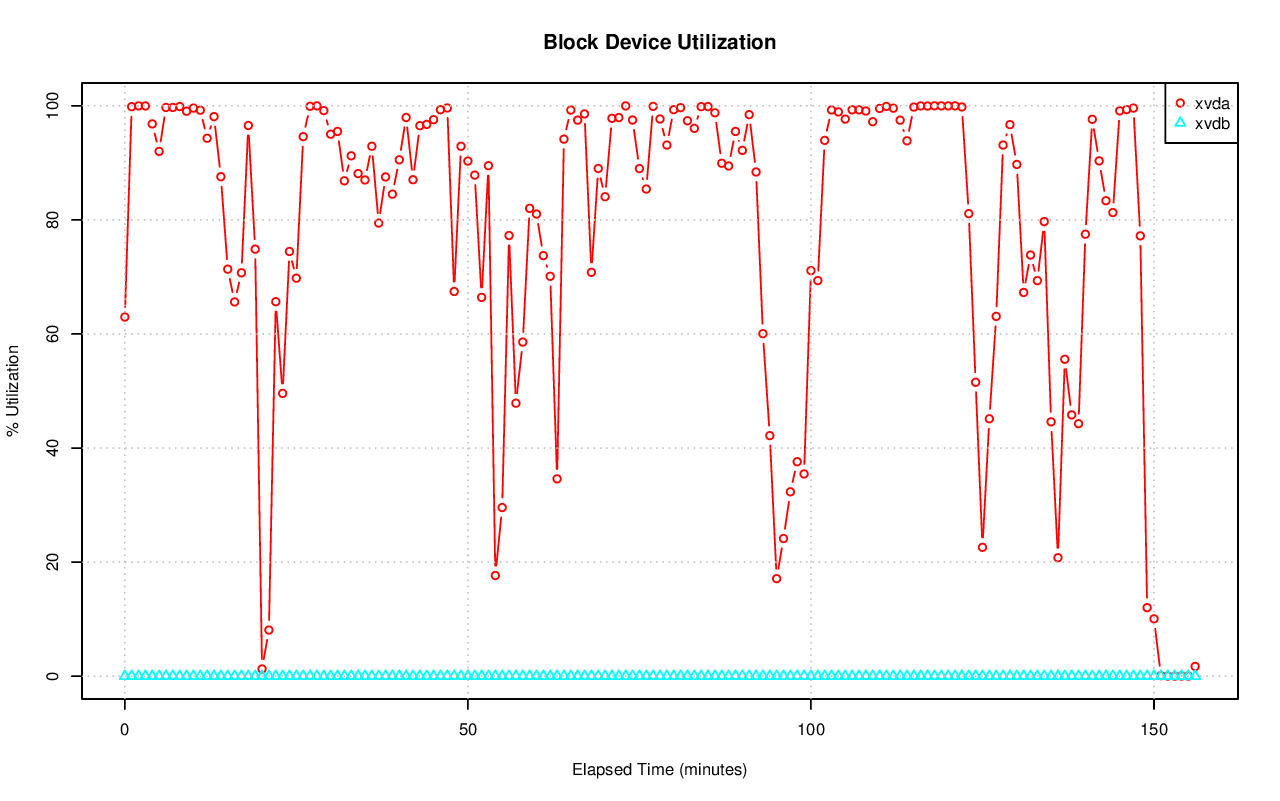 Block Device Utilization
xvda
xvdb
100
80
60
40
20
0
% Utilization
0
50
100
150
Elapsed Time (minutes)